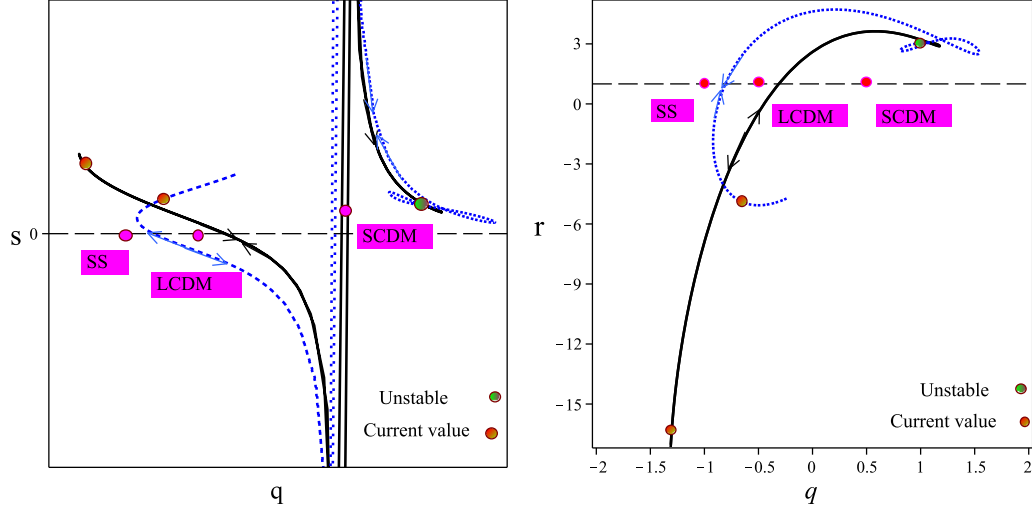 s
0
SS
LCDM
SCDM
Unstable
Current value
q
r
3
0
-3
-6
-9
-12
-15
SS
LCDM
SCDM
Unstable
Current value
-2
-1.5
-1
-0.5
0
0.5
1
1.5
2
q